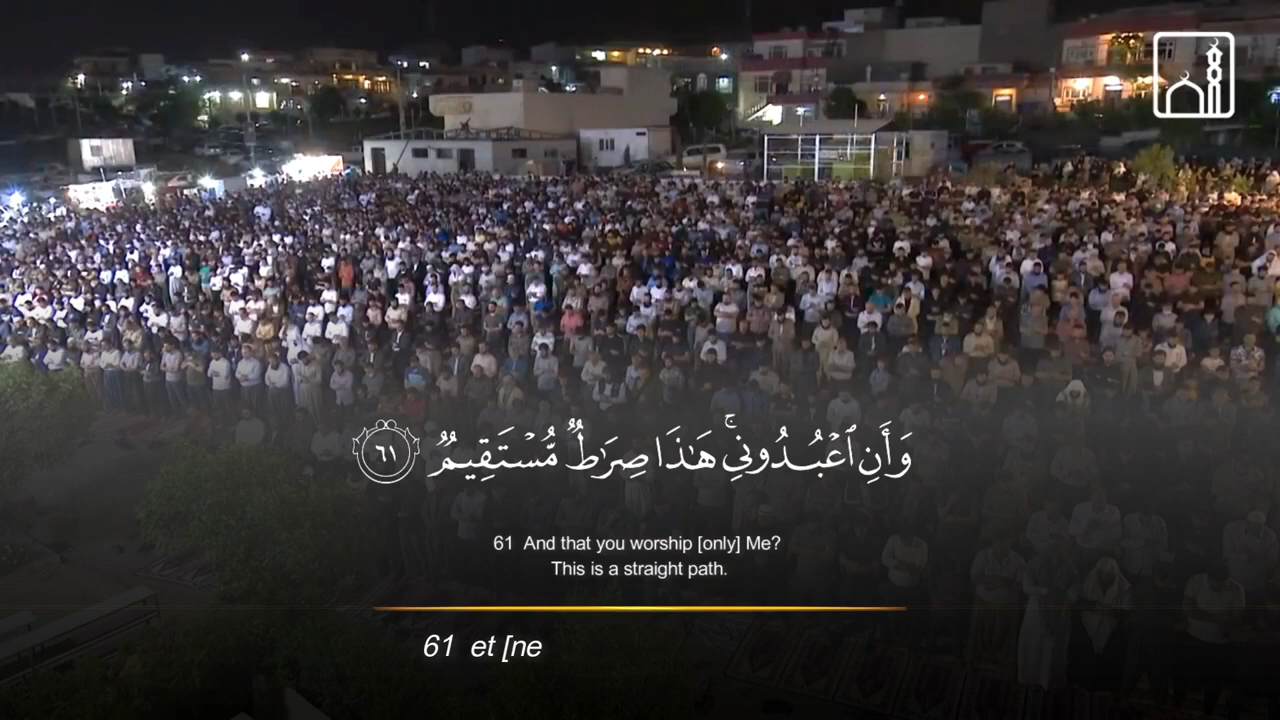 وَأَنِ ٱعۡبُدُونِيۚ هَٰذَا صِرَٰطٞ مُّسۡتَقِيمٞ ٦١
61 And that you worship [only] Me?
This is a straight path.
61 et [ne